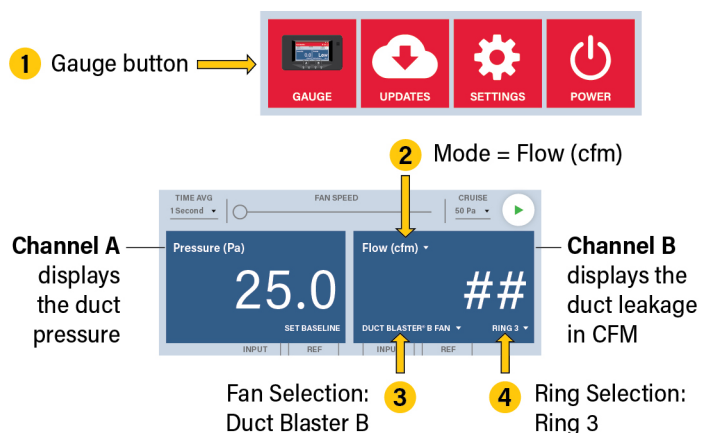 1 Gauge button
GAUGE UPDATES SETTINGS POWER
2 Mode = Flow (cfm)
TIME AVG FAN SPEED CRUISE
1 Second 50 Pa
Channel A
displays
the duct
pressure
Pressure (Pa)
25.0
SET BASELINE
Flow (cfm)
##
DUCT BLASTER® B FAN RING 3
Channel B
displays the
duct leakage
in CFM
INPUT REF INPUT REF
Fan Selection:
Duct Blaster B
3
4
Ring Selection:
Ring 3